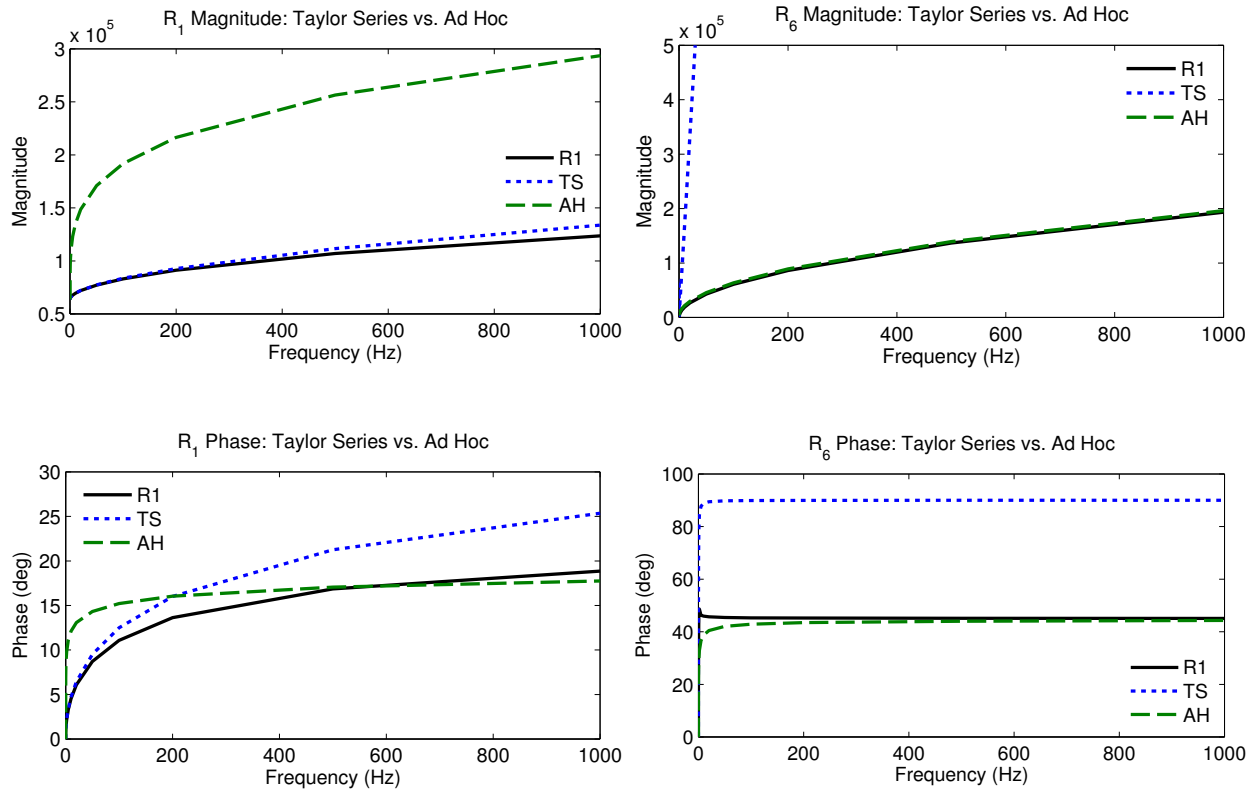 R1 Magnitude: Taylor Series vs. Ad Hoc
x 10^5
3
2.5
2
1.5
1
0.5
Magnitude
R1
TS
AH
0 200 400 600 800 1000
Frequency (Hz)
R6 Magnitude: Taylor Series vs. Ad Hoc
x 10^5
5
4
3
2
1
0
Magnitude
R1
TS
AH
0 200 400 600 800 1000
Frequency (Hz)
R1 Phase: Taylor Series vs. Ad Hoc
30
25
20
15
10
5
0
Phase (deg)
R1
TS
AH
0 200 400 600 800 1000
Frequency (Hz)
R6 Phase: Taylor Series vs. Ad Hoc
100
80
60
40
20
0
Phase (deg)
R1
TS
AH
0 200 400 600 800 1000
Frequency (Hz)